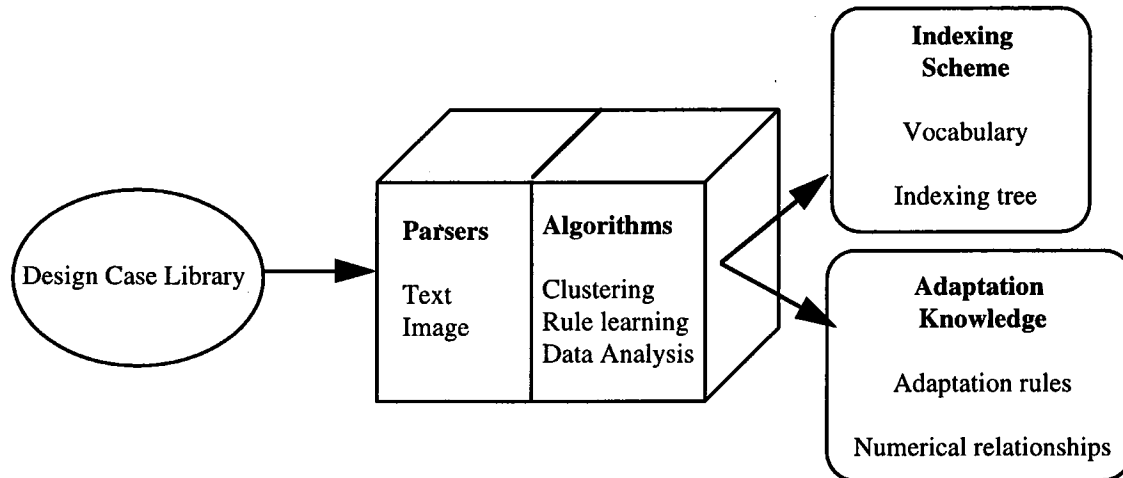 Design Case Library
Parsers
Text
Image
Algorithms
Clustering
Rule learning
Data Analysis
Indexing
Scheme
Vocabulary
Indexing tree
Adaptation
Knowledge
Adaptation rules
Numerical relationships